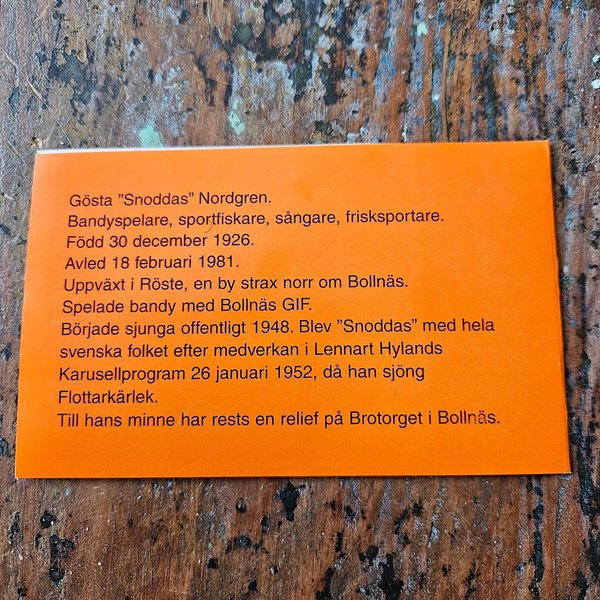 Gösta ”Snoddas” Nordgren.
Bandyspelare, sportfiskare, sångare, frisksportare.
Född 30 december 1926.
Avled 18 februari 1981.
Uppväxt i Röste, en by strax norr om Bollnäs.
Spelade bandy med Bollnäs GIF.
Började sjunga offentligt 1948. Blev ”Snoddas” med hela
svenska folket efter medverkan i Lennart Hylands
Karusellprogram 26 januari 1952, då han sjöng
Flottarkärlek.
Till hans minne har rests en relief på Brotorget i Bollnäs.